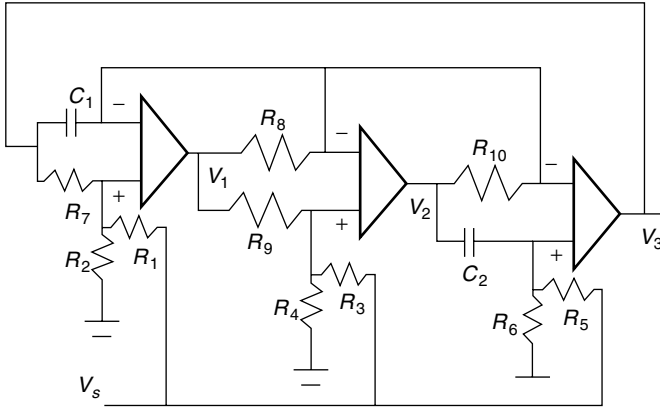 C₁
−
R₈
−
R₁₀
−
V₁
R₇
+
R₉
+
V₂
V₃
R₂
R₁
C₂
+
R₄
R₃
R₆
R₅
Vₛ